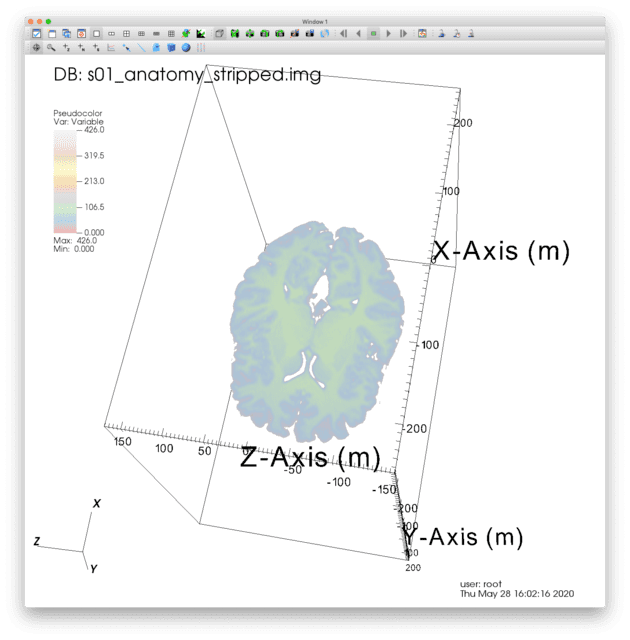 Window 1
DB: s01_anatomy_stripped.img
Pseudocolor
Var: Variable
426.0
319.5
213.0
106.5
0.000
Max: 426.0
Min: 0.000
200
100
0
X-Axis (m)
-100
-200
150
100
50
0
Z-Axis (m)
-50
-100
-150
-200
Y-Axis (m)
200
X
Z
Y
user: root
Thu May 28 16:02:16 2020